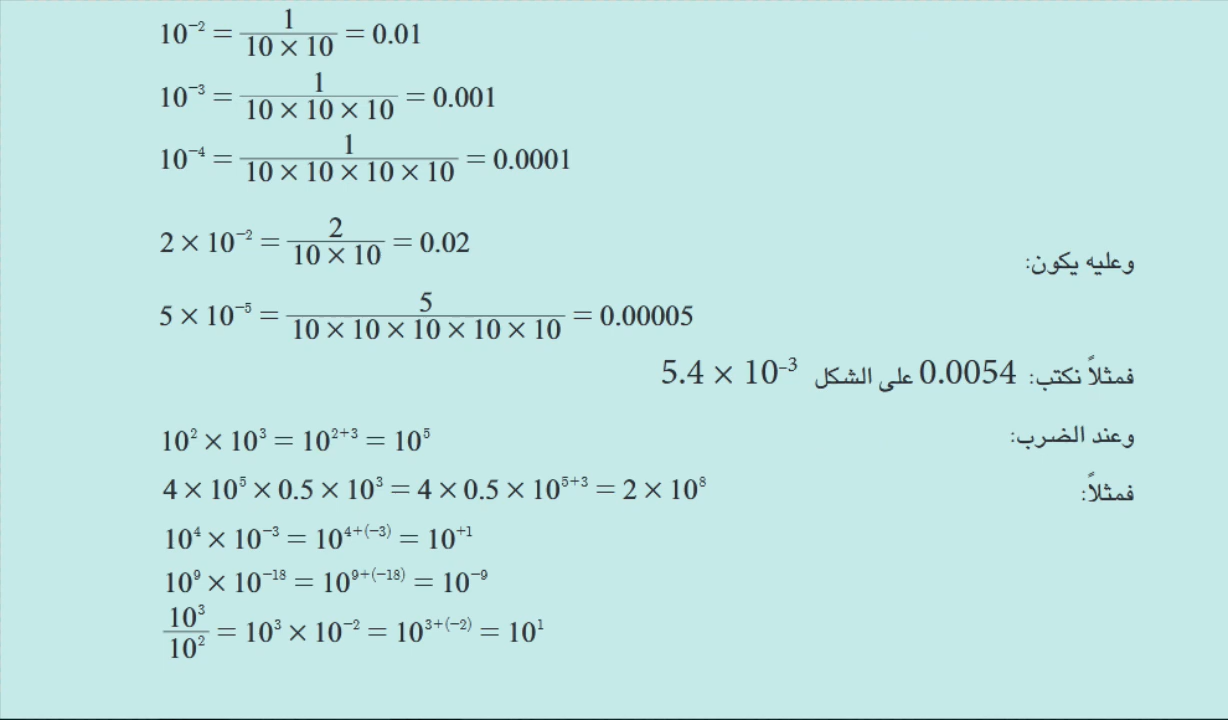 10⁻² = 1/(10 × 10) = 0.01
10⁻³ = 1/(10 × 10 × 10) = 0.001
10⁻⁴ = 1/(10 × 10 × 10 × 10) = 0.0001
2 × 10⁻² = 2/(10 × 10) = 0.02
وعليه يكون:
5 × 10⁻⁵ = 5/(10 × 10 × 10 × 10 × 10) = 0.00005
فمثلاً نكتب: 0.0054 على الشكل 5.4 × 10⁻³
وعند الضرب: 10² × 10³ = 10²⁺³ = 10⁵
فمثلاً: 4 × 10⁵ × 0.5 × 10³ = 4 × 0.5 × 10⁵⁺³ = 2 × 10⁸
10⁴ × 10⁻³ = 10⁴⁺⁽⁻³⁾ = 10⁺¹
10⁹ × 10⁻¹⁸ = 10⁹⁺⁽⁻¹⁸⁾ = 10⁻⁹
10³/10² = 10³ × 10⁻² = 10³⁺⁽⁻²⁾ = 10¹